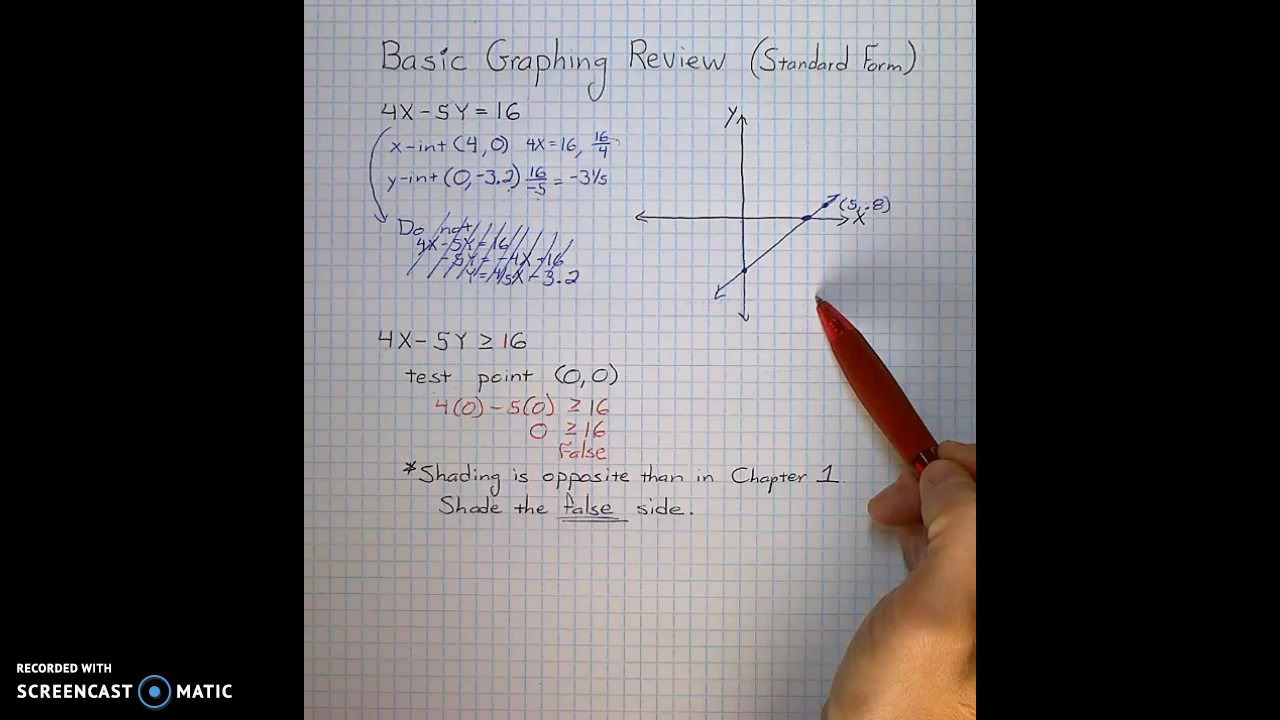 Basic Graphing Review (Standard Form)
4X - 5Y = 16
x-int (4, 0) 4X = 16, 16/4
y-int (0, -3.2) 16/-5 = -3 1/5
Do not
4X - 5Y = 16
-5Y = -4X + 16
Y = 4/5X - 3.2
Y
(5, .8)
X
4X - 5Y ≥ 16
test point (0, 0)
4(0) - 5(0) ≥ 16
0 ≥ 16
False
*Shading is opposite than in Chapter 1.
Shade the false side.
RECORDED WITH
SCREENCAST MATIC